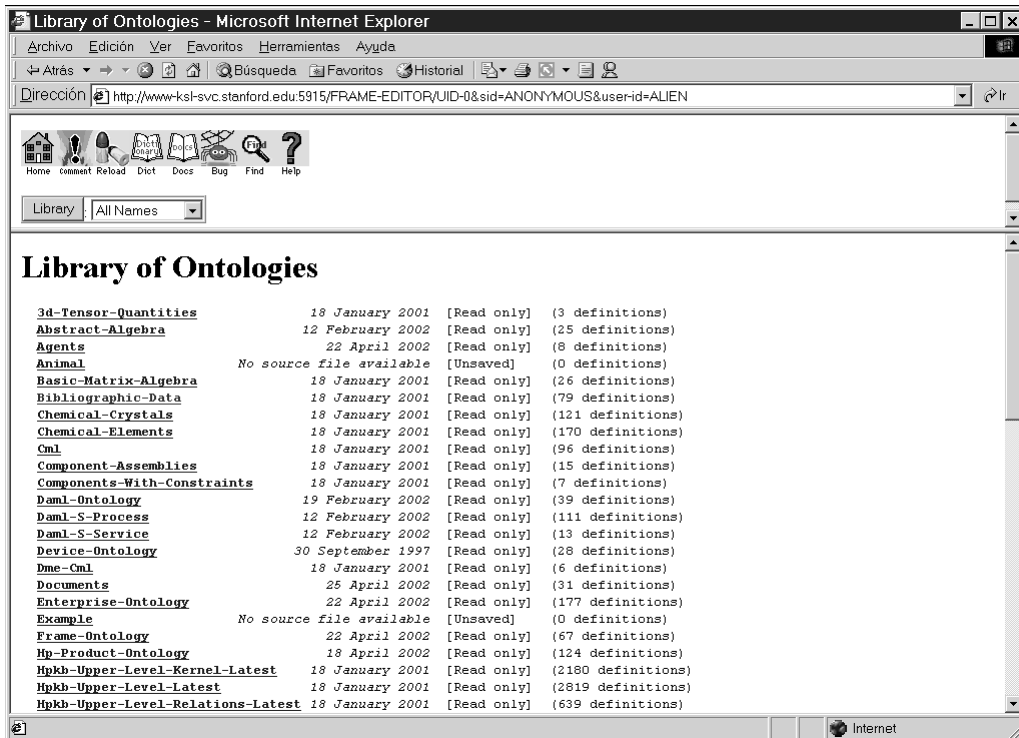 Library of Ontologies - Microsoft Internet Explorer
Archivo Edición Ver Favoritos Herramientas Ayuda
Atrás Búsqueda Favoritos Historial
Dirección http://www-ksl-svc.stanford.edu:5915/FRAME-EDITOR/UID-0&sid=ANONYMOUS&user-id=ALIEN Ir
Dictionary Docs Find
Home Comment Reload Dict Docs Bug Find Help
Library : All Names
Library of Ontologies
3d-Tensor-Quantities 18 January 2001 [Read only] (3 definitions)
Abstract-Algebra 12 February 2002 [Read only] (25 definitions)
Agents 22 April 2002 [Read only] (8 definitions)
Animal No source file available [Unsaved] (0 definitions)
Basic-Matrix-Algebra 18 January 2001 [Read only] (26 definitions)
Bibliographic-Data 18 January 2001 [Read only] (79 definitions)
Chemical-Crystals 18 January 2001 [Read only] (121 definitions)
Chemical-Elements 18 January 2001 [Read only] (170 definitions)
Cml 18 January 2001 [Read only] (96 definitions)
Component-Assemblies 18 January 2001 [Read only] (15 definitions)
Components-With-Constraints 18 January 2001 [Read only] (7 definitions)
Daml-Ontology 19 February 2002 [Read only] (39 definitions)
Daml-S-Process 12 February 2002 [Read only] (111 definitions)
Daml-S-Service 12 February 2002 [Read only] (13 definitions)
Device-Ontology 30 September 1997 [Read only] (28 definitions)
Dme-Cml 18 January 2001 [Read only] (6 definitions)
Documents 25 April 2002 [Read only] (31 definitions)
Enterprise-Ontology 22 April 2002 [Read only] (177 definitions)
Example No source file available [Unsaved] (0 definitions)
Frame-Ontology 22 April 2002 [Read only] (67 definitions)
Hp-Product-Ontology 18 April 2002 [Read only] (124 definitions)
Hpkb-Upper-Level-Kernel-Latest 18 January 2001 [Read only] (2180 definitions)
Hpkb-Upper-Level-Latest 18 January 2001 [Read only] (2819 definitions)
Hpkb-Upper-Level-Relations-Latest 18 January 2001 [Read only] (639 definitions)
Internet